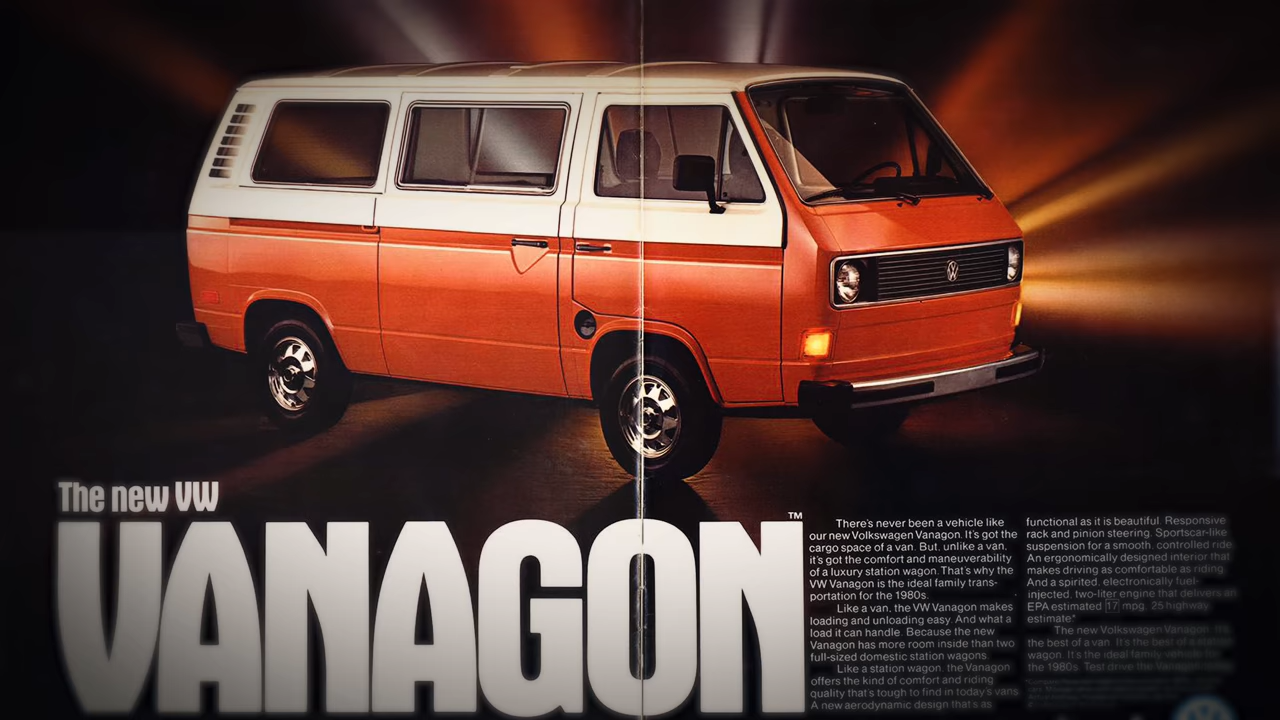 The new VW
VANAGON™
There's never been a vehicle like
our new Volkswagen Vanagon. It's got the
cargo space of a van. But, unlike a van,
it's got the comfort and maneuverability
of a luxury station wagon. That's why the
VW Vanagon is the ideal family trans-
portation for the 1980s.
Like a van, the VW Vanagon makes
loading and unloading easy. And what a
load it can handle. Because the new
Vanagon has more room inside than two
full-sized domestic station wagons.
Like a station wagon, the Vanagon
offers the kind of comfort and riding
quality that's tough to find in today's vans
A new aerodynamic design that's as
functional as it is beautiful. Responsive
rack and pinion steering. Sportscar-like
suspension for a smooth, controlled ride.
An ergonomically designed interior that
makes driving as comfortable as riding.
And a spirited, electronically fuel-
injected, two-liter engine that delivers an
EPA estimated 17 mpg, 25 highway
estimate*
The new Volkswagen Vanagon. It's
the best of a van. It's the best of a station
wagon. It's the ideal family vehicle for
the 1980s. Test drive the Vanagon